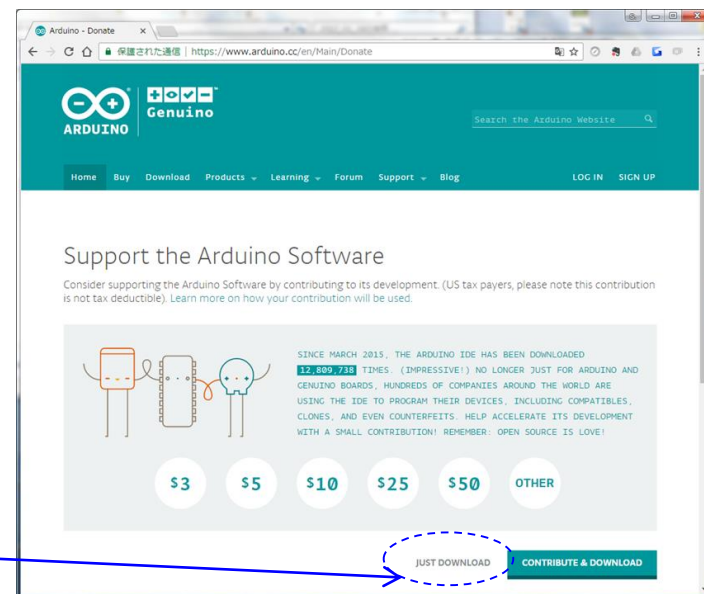 Arduino - Donate
保護された通信 | https://www.arduino.cc/en/Main/Donate
ARDUINO
Genuino
Search the Arduino Website
Home Buy Download Products Learning Forum Support Blog LOG IN SIGN UP
Support the Arduino Software
Consider supporting the Arduino Software by contributing to its development. (US tax payers, please note this contribution
is not tax deductible). Learn more on how your contribution will be used.
SINCE MARCH 2015, THE ARDUINO IDE HAS BEEN DOWNLOADED
12,809,738 TIMES. (IMPRESSIVE!) NO LONGER JUST FOR ARDUINO AND
GENUINO BOARDS, HUNDREDS OF COMPANIES AROUND THE WORLD ARE
USING THE IDE TO PROGRAM THEIR DEVICES, INCLUDING COMPATIBLES,
CLONES, AND EVEN COUNTERFEITS. HELP ACCELERATE ITS DEVELOPMENT
WITH A SMALL CONTRIBUTION! REMEMBER: OPEN SOURCE IS LOVE!
$3 $5 $10 $25 $50 OTHER
JUST DOWNLOAD CONTRIBUTE & DOWNLOAD